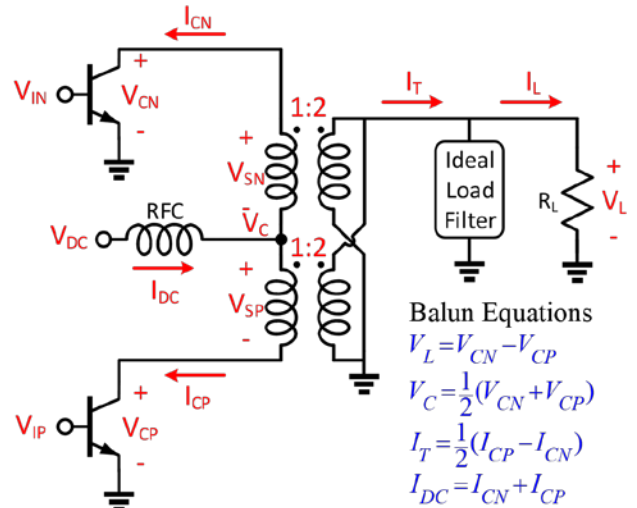 I_CN
V_IN
+
V_CN
-
1:2
I_T
I_L
+
V_SN
-
V_C
Ideal
Load
Filter
R_L
+
V_L
-
RFC
V_DC
I_DC
1:2
+
V_SP
-
I_CP
V_IP
+
V_CP
-
Balun Equations
V_L=V_CN−V_CP
V_C=1/2(V_CN+V_CP)
I_T=1/2(I_CP−I_CN)
I_DC=I_CN+I_CP